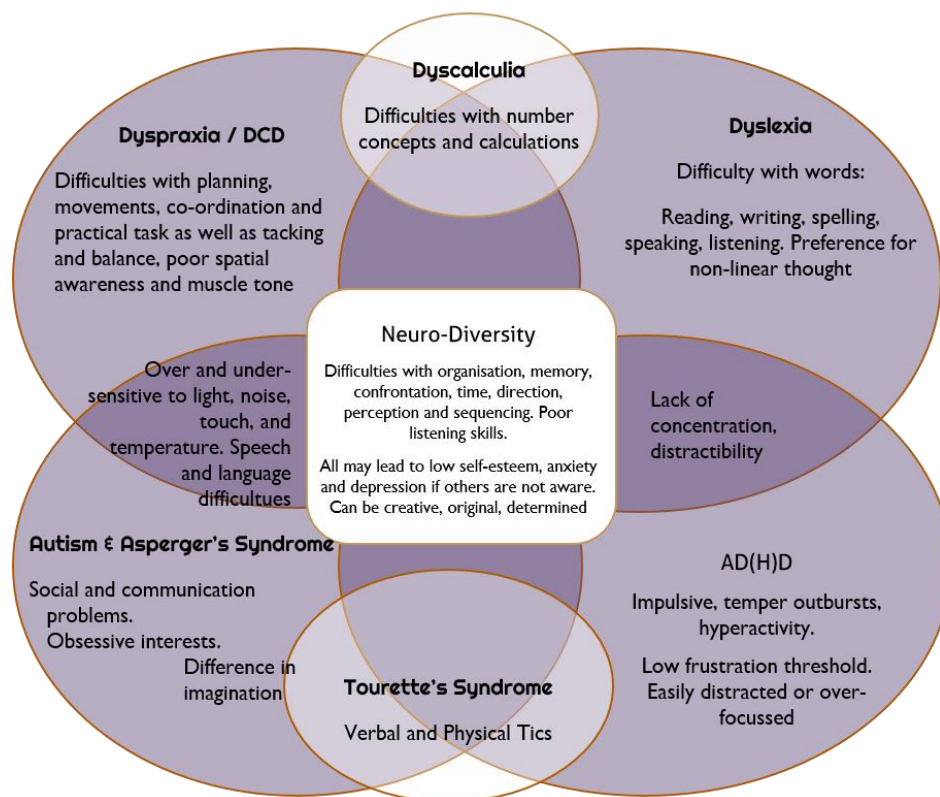 Dyscalculia
Difficulties with number
concepts and calculations
Dyspraxia / DCD
Difficulties with planning,
movements, co-ordination and
practical task as well as tacking
and balance, poor spatial
awareness and muscle tone
Dyslexia
Difficulty with words:
Reading, writing, spelling,
speaking, listening. Preference for
non-linear thought
Neuro-Diversity
Difficulties with organisation, memory,
confrontation, time, direction,
perception and sequencing. Poor
listening skills.
All may lead to low self-esteem, anxiety
and depression if others are not aware.
Can be creative, original, determined
Over and under-
sensitive to light, noise,
touch, and
temperature. Speech
and language
difficultues
Lack of
concentration,
distractibility
Autism & Asperger's Syndrome
Social and communication
problems.
Obsessive interests.
Difference in
imagination
AD(H)D
Impulsive, temper outbursts,
hyperactivity.
Low frustration threshold.
Easily distracted or over-
focussed
Tourette's Syndrome
Verbal and Physical Tics